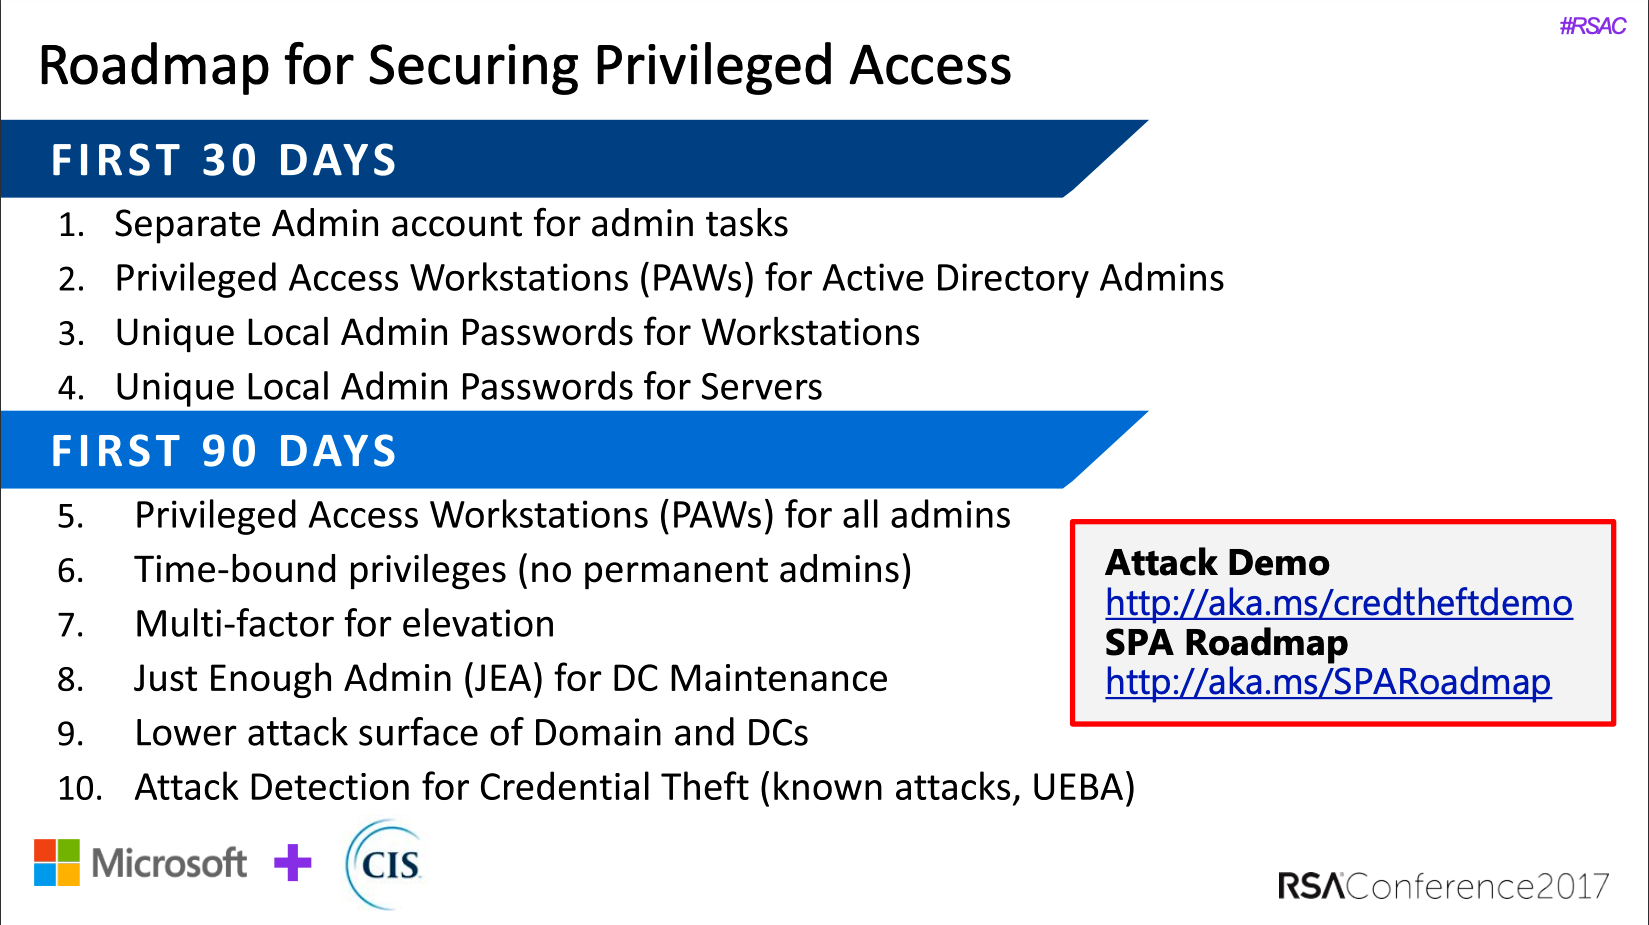 #RSAC
Roadmap for Securing Privileged Access
FIRST 30 DAYS
1. Separate Admin account for admin tasks
2. Privileged Access Workstations (PAWs) for Active Directory Admins
3. Unique Local Admin Passwords for Workstations
4. Unique Local Admin Passwords for Servers
FIRST 90 DAYS
5. Privileged Access Workstations (PAWs) for all admins
6. Time-bound privileges (no permanent admins)
7. Multi-factor for elevation
8. Just Enough Admin (JEA) for DC Maintenance
9. Lower attack surface of Domain and DCs
10. Attack Detection for Credential Theft (known attacks, UEBA)
Attack Demo
http://aka.ms/credtheftdemo
SPA Roadmap
http://aka.ms/SPARoadmap
Microsoft + CIS
RSAConference2017